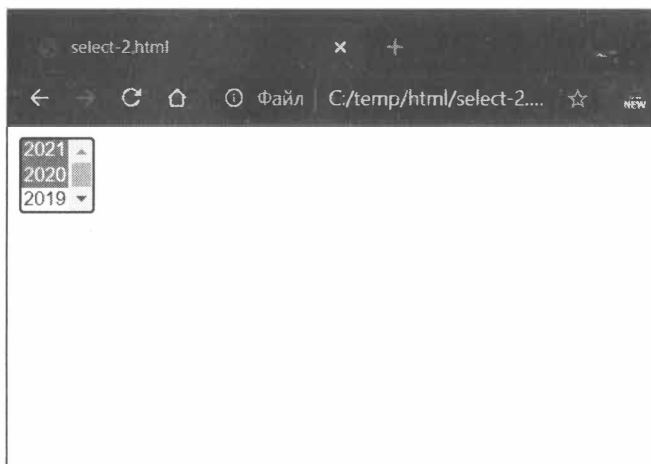 select-2.html
Файл C:/temp/html/select-2....
NEW
2021
2020
2019